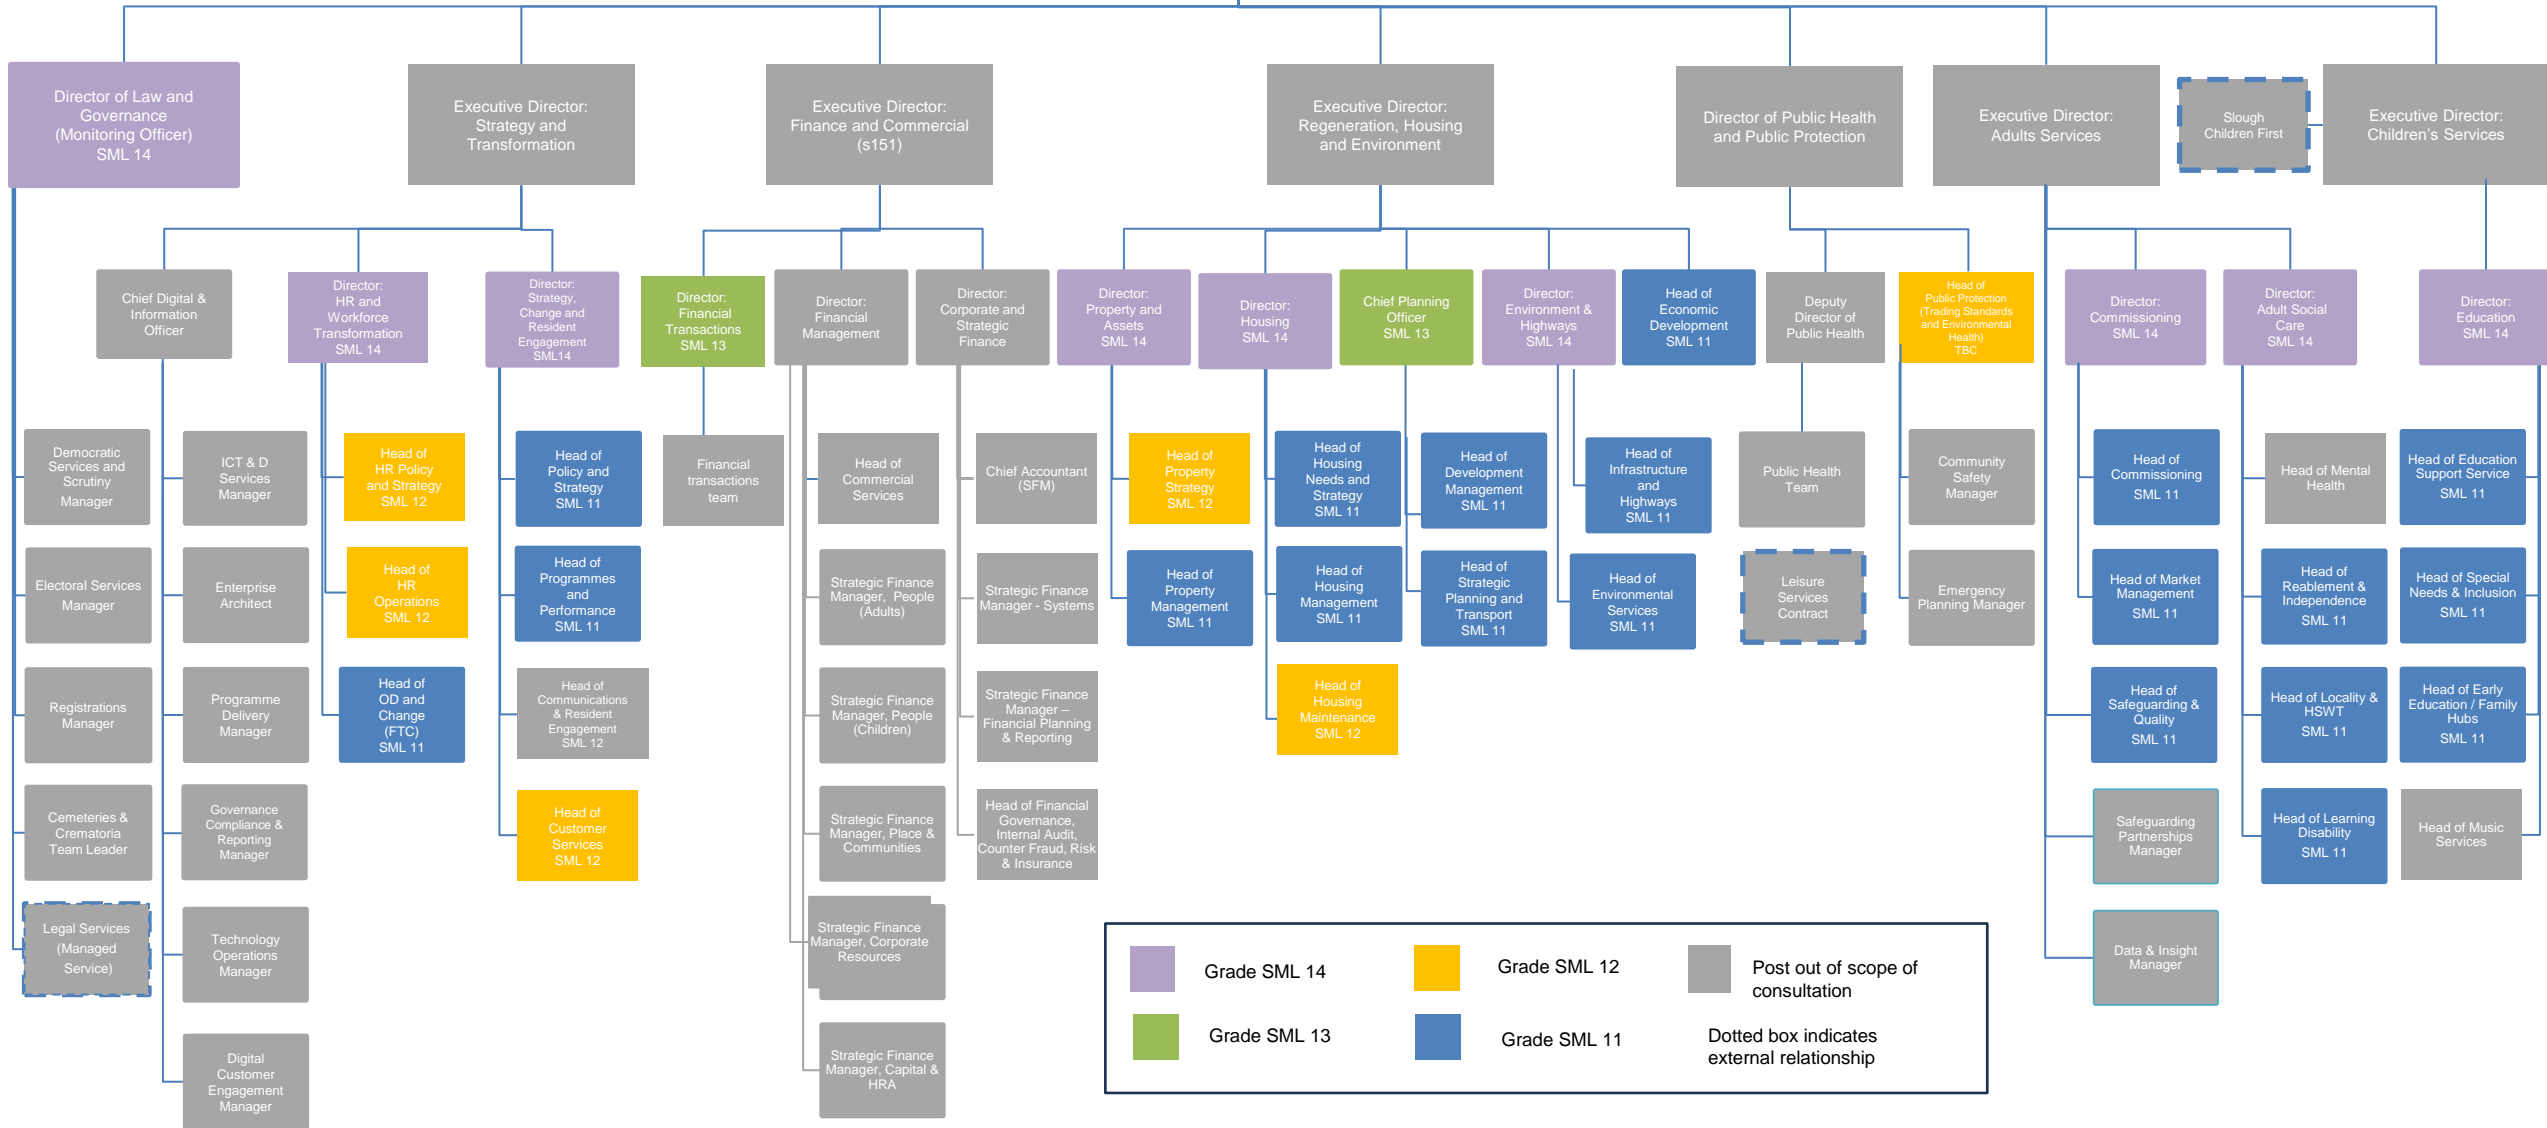 Director of Law and
Governance
(Monitoring Officer)
SML 14
Executive Director:
Strategy and
Transformation
Executive Director:
Finance and Commercial
(s151)
Executive Director:
Regeneration, Housing
and Environment
Director of Public Health
and Public Protection
Executive Director:
Adults Services
Slough
Children First
Executive Director:
Children's Services
Chief Digital &
Information
Officer
Director:
HR and
Workforce
Transformation
SML 14
Director:
Strategy,
Change and
Resident
Engagement
SML14
Director:
Financial
Transactions
SML 13
Director:
Financial
Management
Director:
Corporate and
Strategic
Finance
Director:
Property and
Assets
SML 14
Director:
Housing
SML 14
Chief Planning
Officer
SML 13
Director:
Environment &
Highways
SML 14
Head of
Economic
Development
SML 11
Deputy
Director of
Public Health
Head of
Public Protection
(Trading Standards
and Environmental
Health)
TBC
Director:
Commissioning
SML 14
Director:
Adult Social
Care
SML 14
Director:
Education
SML 14
Democratic
Services and
Scrutiny
Manager
ICT & D
Services
Manager
Head of
HR Policy
and Strategy
SML 12
Head of
Policy and
Strategy
SML 11
Financial
transactions
team
Head of
Commercial
Services
Chief Accountant
(SFM)
Head of
Property
Strategy
SML 12
Head of
Housing
Needs and
Strategy
SML 11
Head of
Development
Management
SML 11
Head of
Infrastructure
and
Highways
SML 11
Public Health
Team
Community
Safety
Manager
Head of
Commissioning
SML 11
Head of Mental
Health
Head of Education
Support Service
SML 11
Electoral Services
Manager
Enterprise
Architect
Head of
HR
Operations
SML 12
Head of
Programmes
and
Performance
SML 11
Strategic Finance
Manager, People
(Adults)
Strategic Finance
Manager - Systems
Head of
Property
Management
SML 11
Head of
Housing
Management
SML 11
Head of
Strategic
Planning and
Transport
SML 11
Head of
Environmental
Services
SML 11
Leisure
Services
Contract
Emergency
Planning Manager
Head of Market
Management
SML 11
Head of
Reablement &
Independence
SML 11
Head of Special
Needs & Inclusion
SML 11
Registrations
Manager
Programme
Delivery
Manager
Head of
OD and
Change
(FTC)
SML 11
Head of
Communications
& Resident
Engagement
SML 12
Strategic Finance
Manager, People
(Children)
Strategic Finance
Manager –
Financial Planning
& Reporting
Head of
Housing
Maintenance
SML 12
Head of
Safeguarding &
Quality
SML 11
Head of Locality &
HSWT
SML 11
Head of Early
Education / Family
Hubs
SML 11
Cemeteries &
Crematoria
Team Leader
Governance
Compliance &
Reporting
Manager
Head of
Customer
Services
SML 12
Strategic Finance
Manager, Place &
Communities
Head of Financial
Governance,
Internal Audit,
Counter Fraud, Risk
& Insurance
Safeguarding
Partnerships
Manager
Head of Learning
Disability
SML 11
Head of Music
Services
Legal Services
(Managed
Service)
Technology
Operations
Manager
Strategic Finance
Manager, Corporate
Resources
Data & Insight
Manager
Digital
Customer
Engagement
Manager
Strategic Finance
Manager, Capital &
HRA
Grade SML 14
Grade SML 12
Post out of scope of
consultation
Grade SML 13
Grade SML 11
Dotted box indicates
external relationship